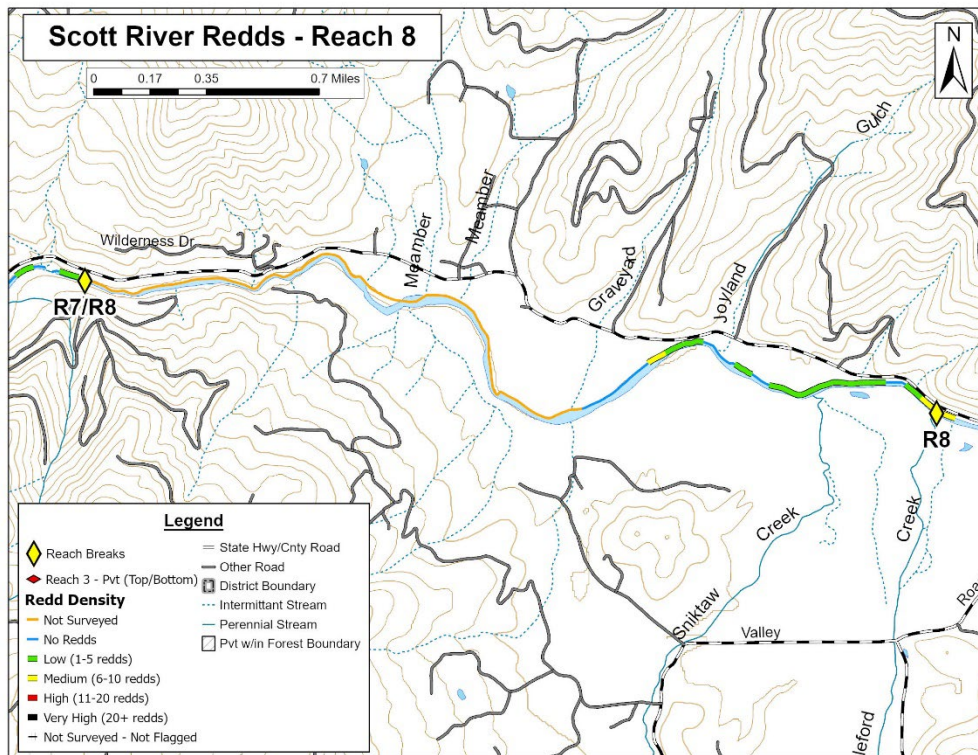 Scott River Redds - Reach 8
0 0.17 0.35 0.7 Miles
N
Gulch
Wilderness Dr
Meamber
Meamber
Graveyard
Joyland
R7/R8
R8
Creek
Creek
Sniktaw
Valley
Roa
leford
Legend
Reach Breaks
Reach 3 - Pvt (Top/Bottom)
Redd Density
Not Surveyed
No Redds
Low (1-5 redds)
Medium (6-10 redds)
High (11-20 redds)
Very High (20+ redds)
Not Surveyed - Not Flagged
State Hwy/Cnty Road
Other Road
District Boundary
Intermittant Stream
Perennial Stream
Pvt w/in Forest Boundary